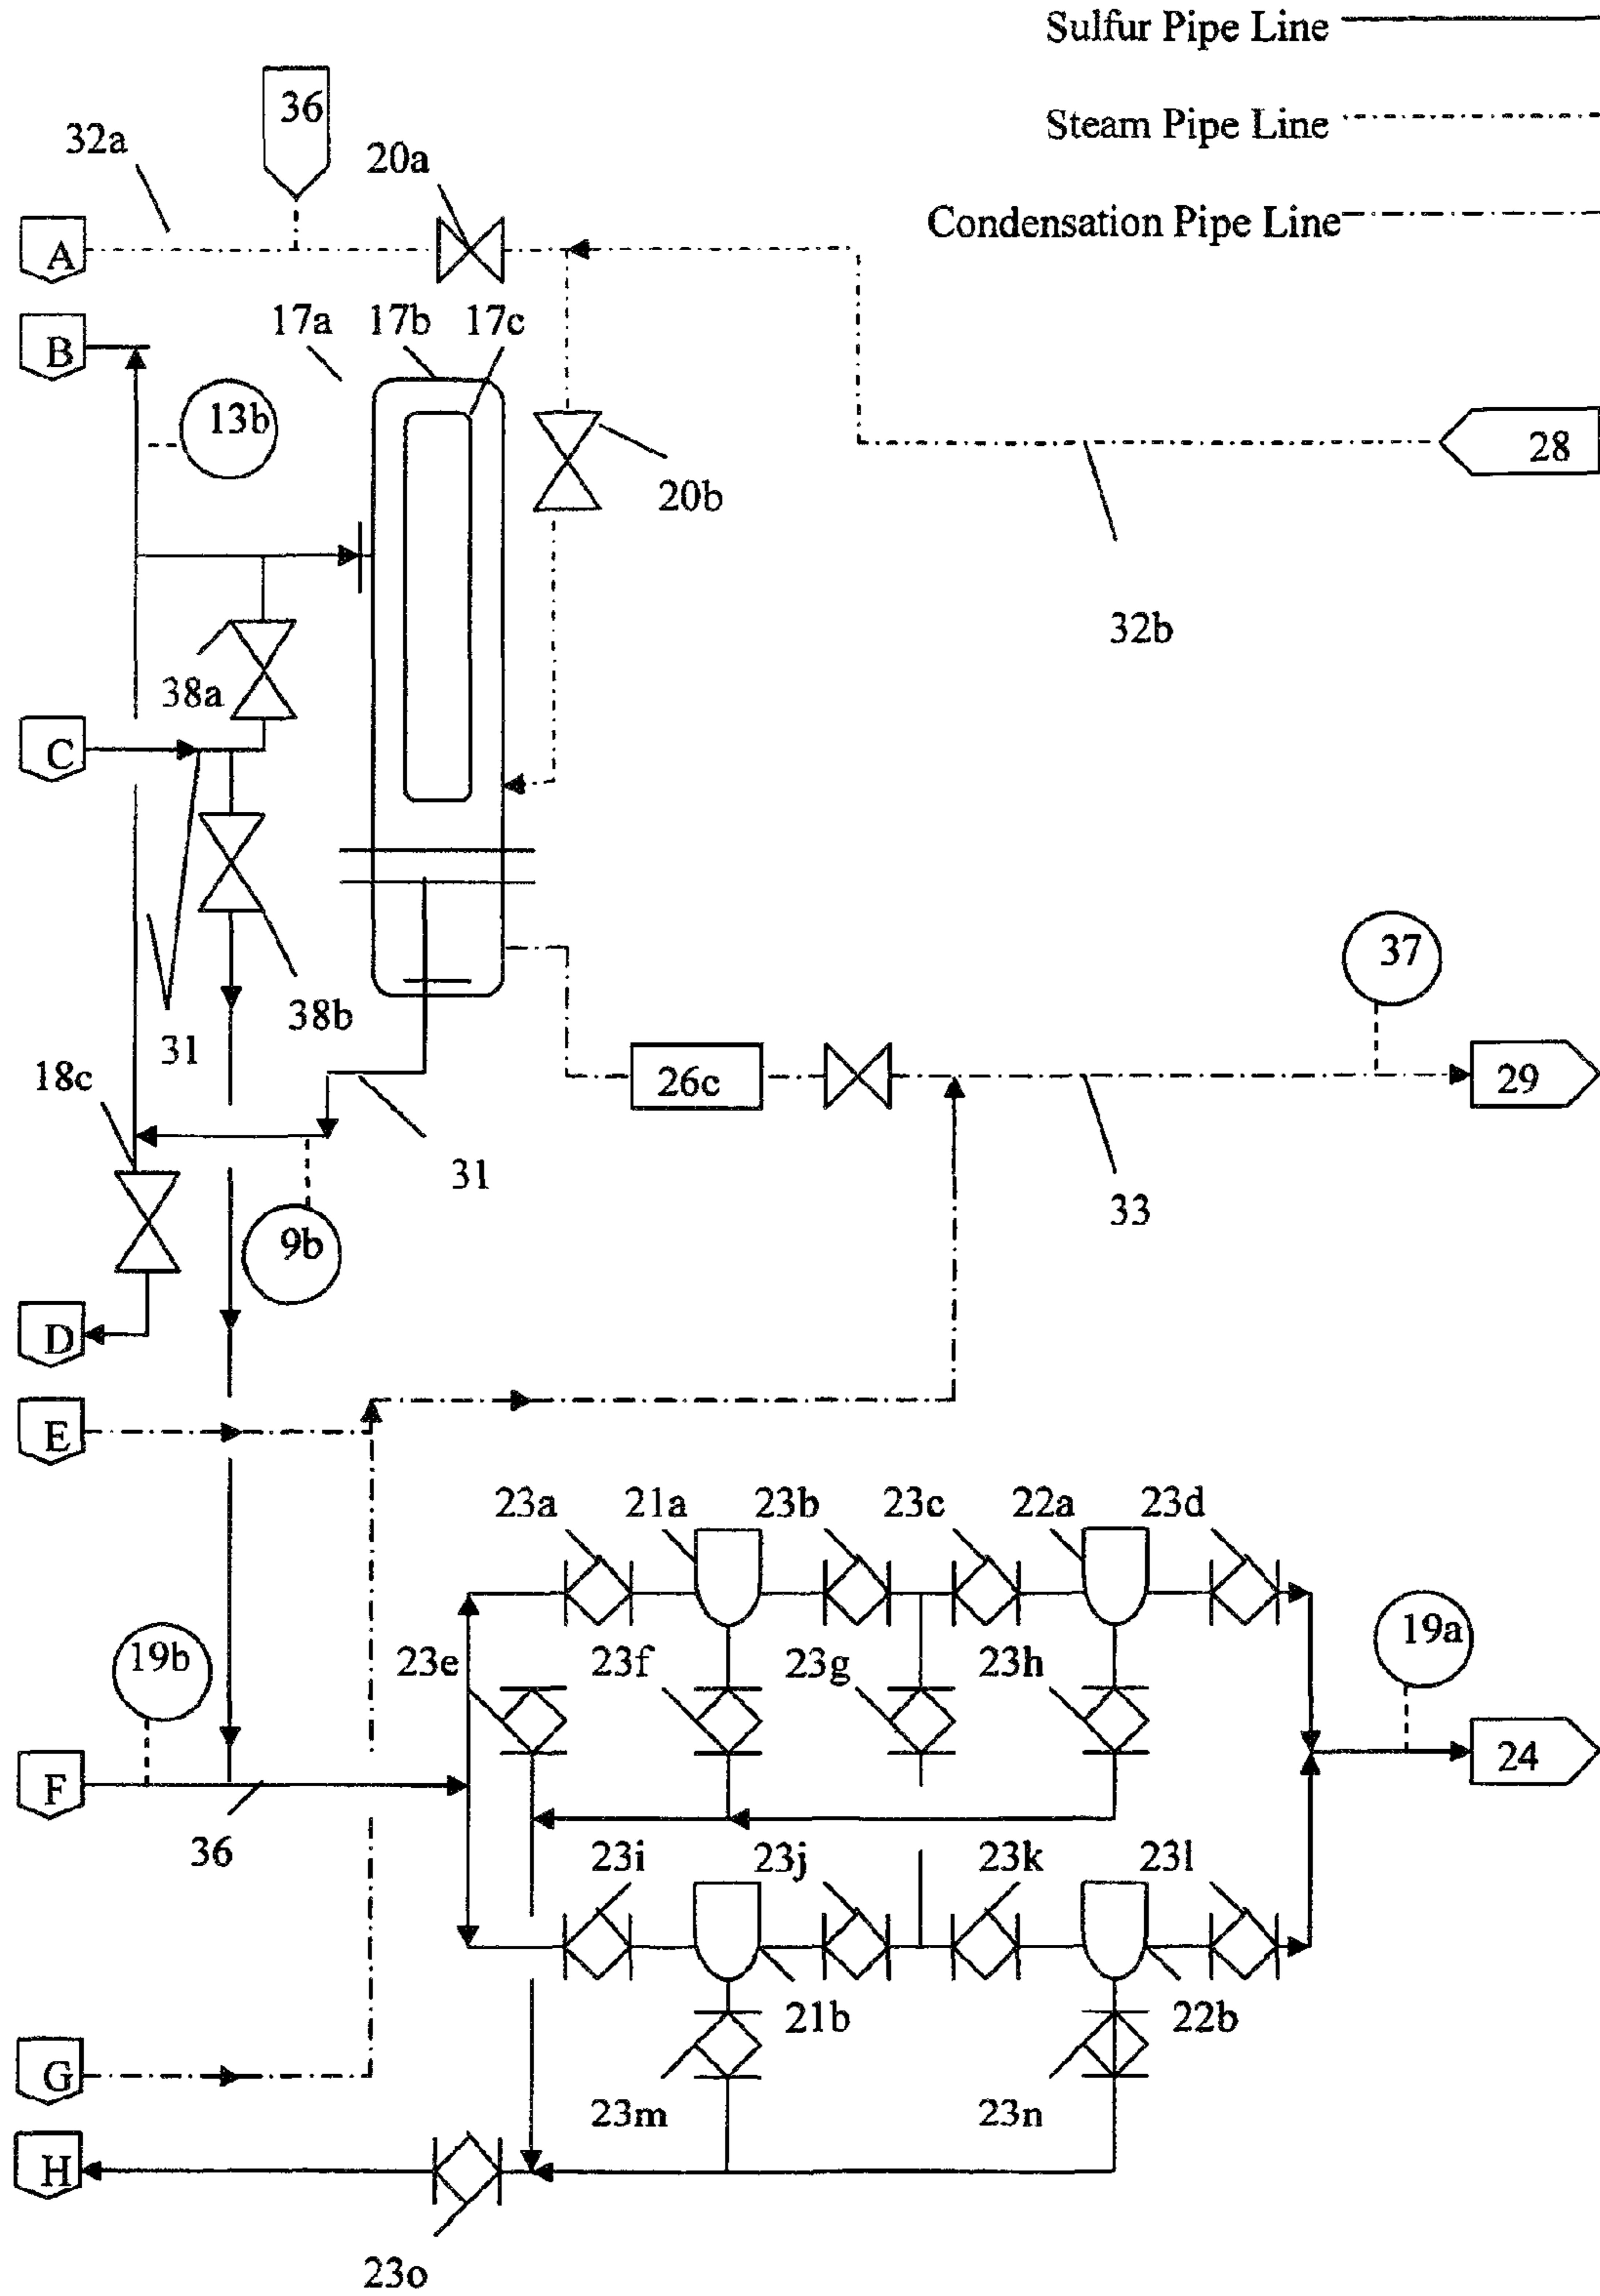 Sulfur Pipe Line
36
Steam Pipe Line
32a
20a
Condensation Pipe Line
A
17a 17b 17c
B
13b
28
20b
32b
38a
C
37
38b
31
18c
26c
29
31
33
9b
D
E
23a 21a 23b 23c 22a 23d
19a
19b
23e 23f 23g 23h
24
F
36
23i 23j 23k 23l
21b 22b
G
23m 23n
H
23o